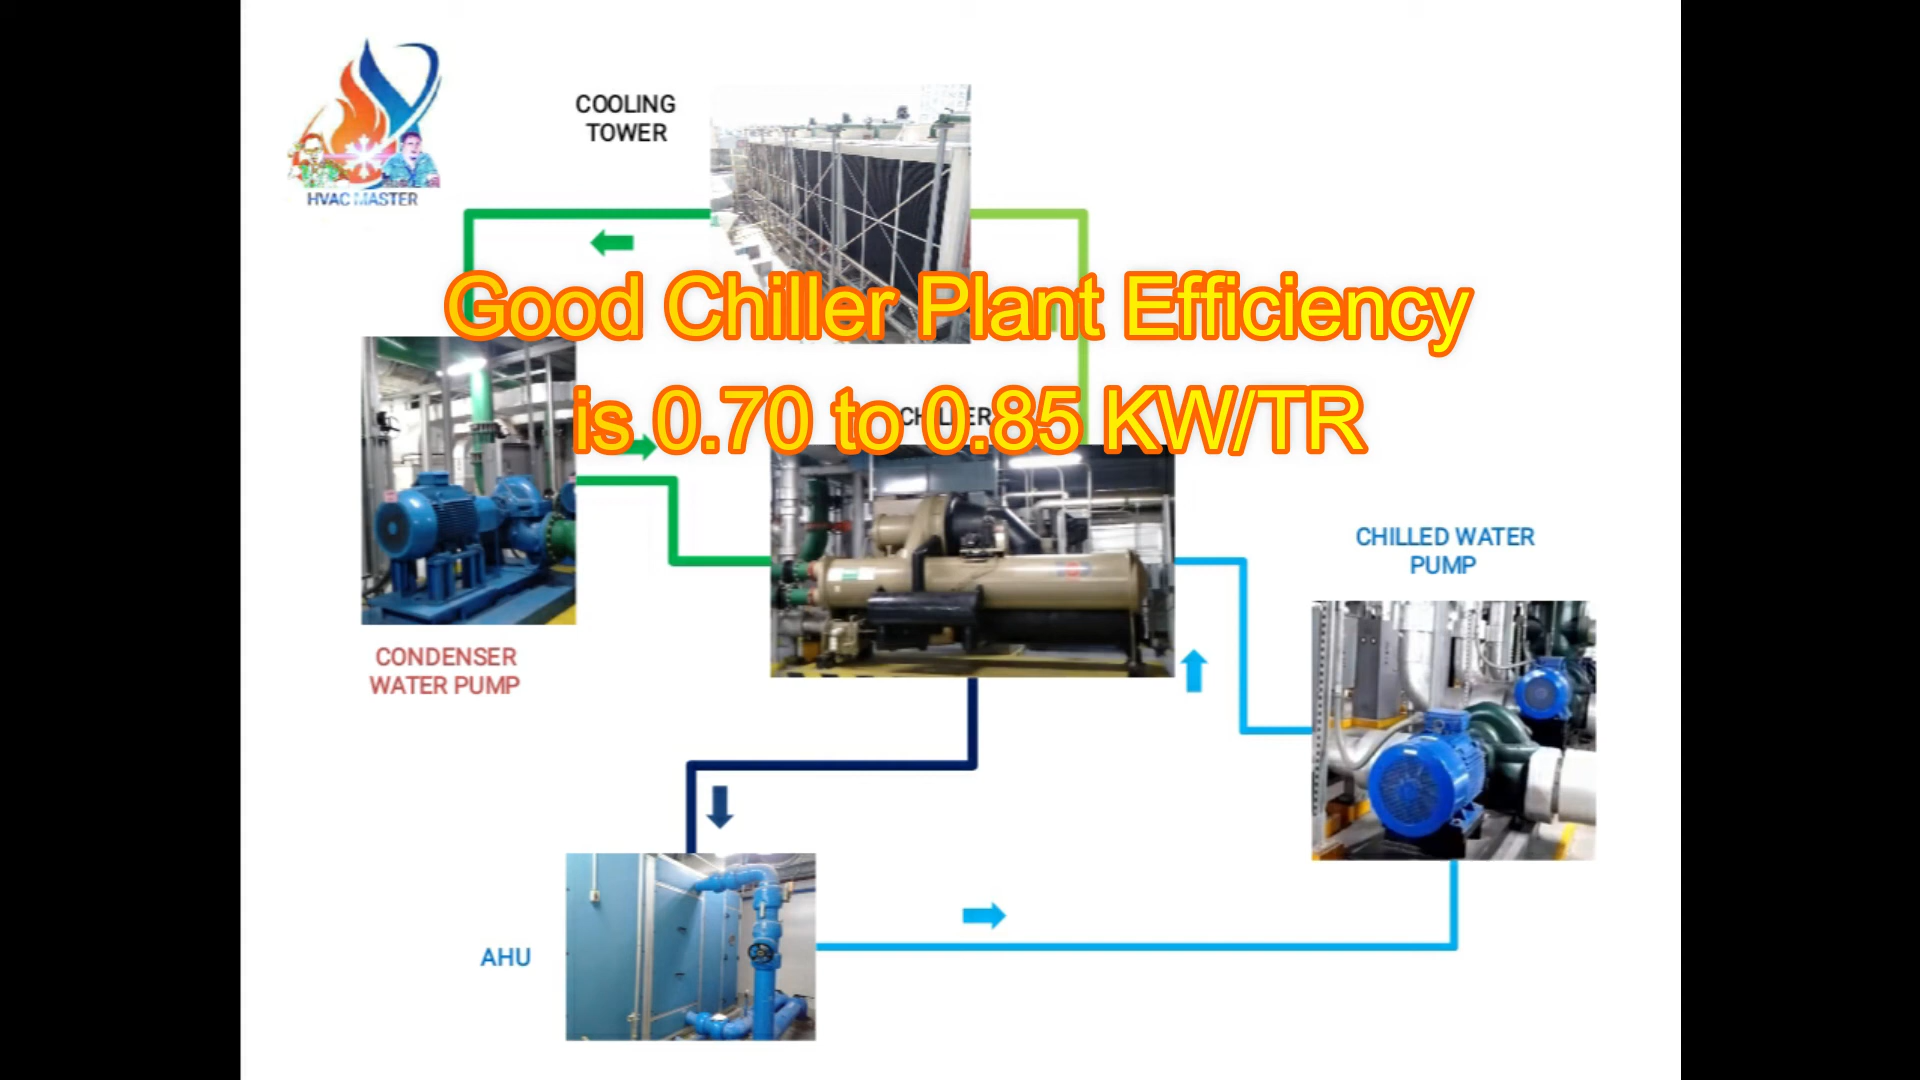 HVAC MASTER
COOLING
TOWER
Good Chiller Plant Efficiency
is 0.70 to 0.85 KW/TR
CHILLER
CONDENSER
WATER PUMP
CHILLED WATER
PUMP
AHU